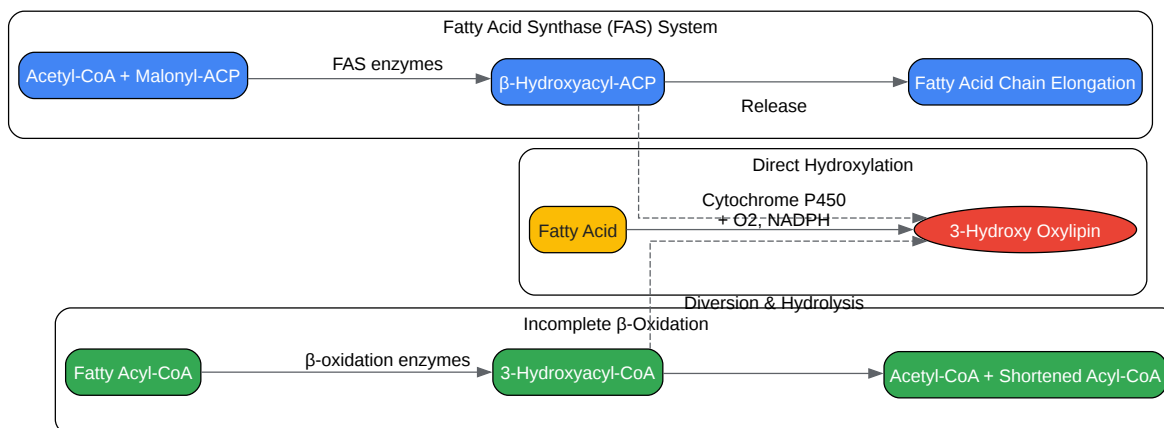 Fatty Acid Synthase (FAS) System
Acetyl-CoA + Malonyl-ACP
FAS enzymes
β-Hydroxyacyl-ACP
Release
Fatty Acid Chain Elongation
Direct Hydroxylation
Fatty Acid
Cytochrome P450
+ O2, NADPH
3-Hydroxy Oxylipin
Diversion & Hydrolysis
Incomplete β-Oxidation
Fatty Acyl-CoA
β-oxidation enzymes
3-Hydroxyacyl-CoA
Acetyl-CoA + Shortened Acyl-CoA